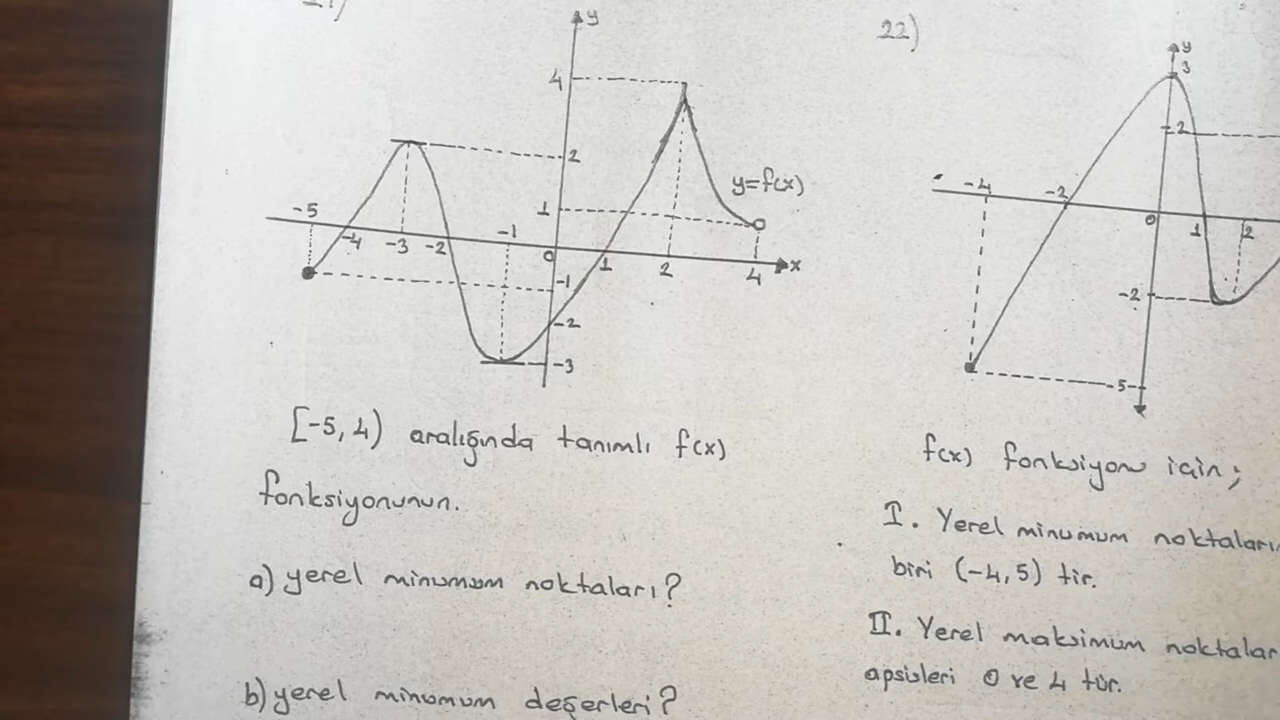 y
4
2
y=f(x)
1
-5
-4
-3
-2
-1
0
1
2
4
x
-1
-2
-3
[-5, 4) aralığında tanımlı f(x)
fonksiyonunun.
a) yerel minumum noktaları?
b) yerel minumum değerleri?
22)
y
3
2
-4
-2
0
1
2
-2
-5
f(x) fonksiyonu için;
I. Yerel minumum
biri (-4,5) tir.
II. Yerel maksimum
apsisleri 0 ve 4 tür.